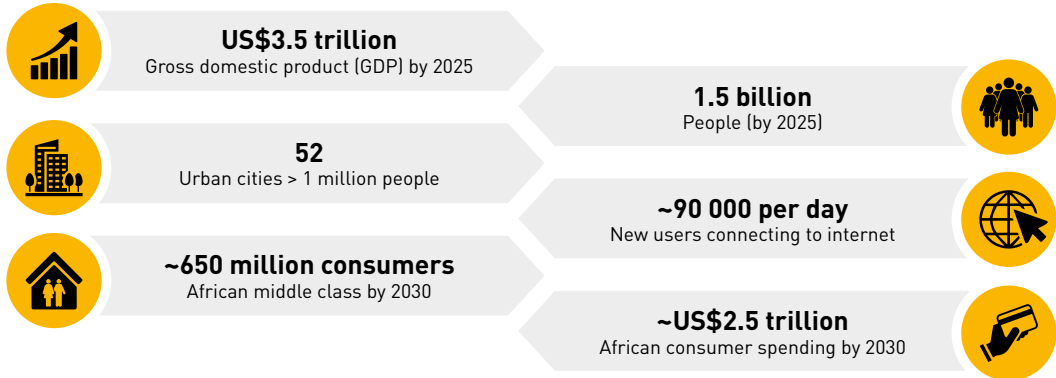 US$3.5 trillion
Gross domestic product (GDP) by 2025
1.5 billion
People (by 2025)
52
Urban cities > 1 million people
~90 000 per day
New users connecting to internet
~650 million consumers
African middle class by 2030
~US$2.5 trillion
African consumer spending by 2030